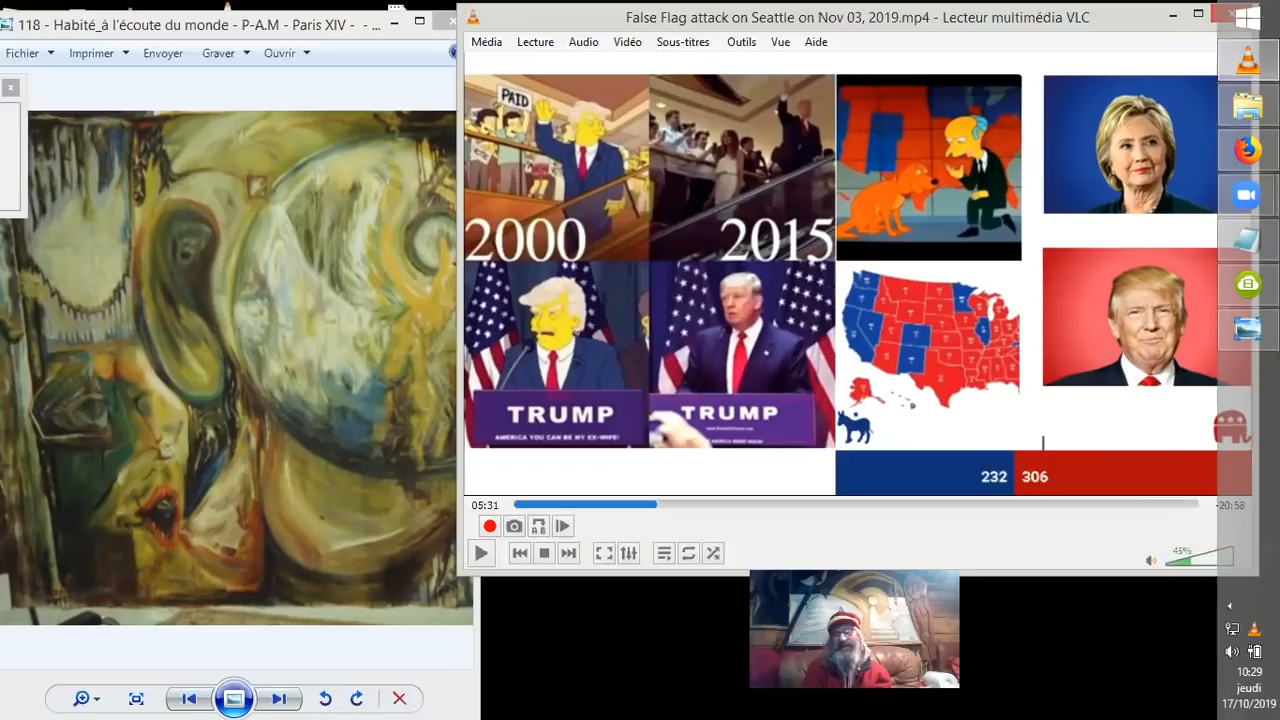 118 - Habité_à l'écoute du monde - P-A-M - Paris XIV - - ...
Fichier Imprimer Envoyer Graver Ouvrir
False Flag attack on Seattle on Nov 03, 2019.mp4 - Lecteur multimédia VLC
Média Lecture Audio Vidéo Sous-titres Outils Vue Aide
PAID
2000
2015
TRUMP
AMERICA YOU CAN BE MY EX-WIFE!
TRUMP
232
306
05:31
-20:58
A B
45%
10:29
jeudi
17/10/2019